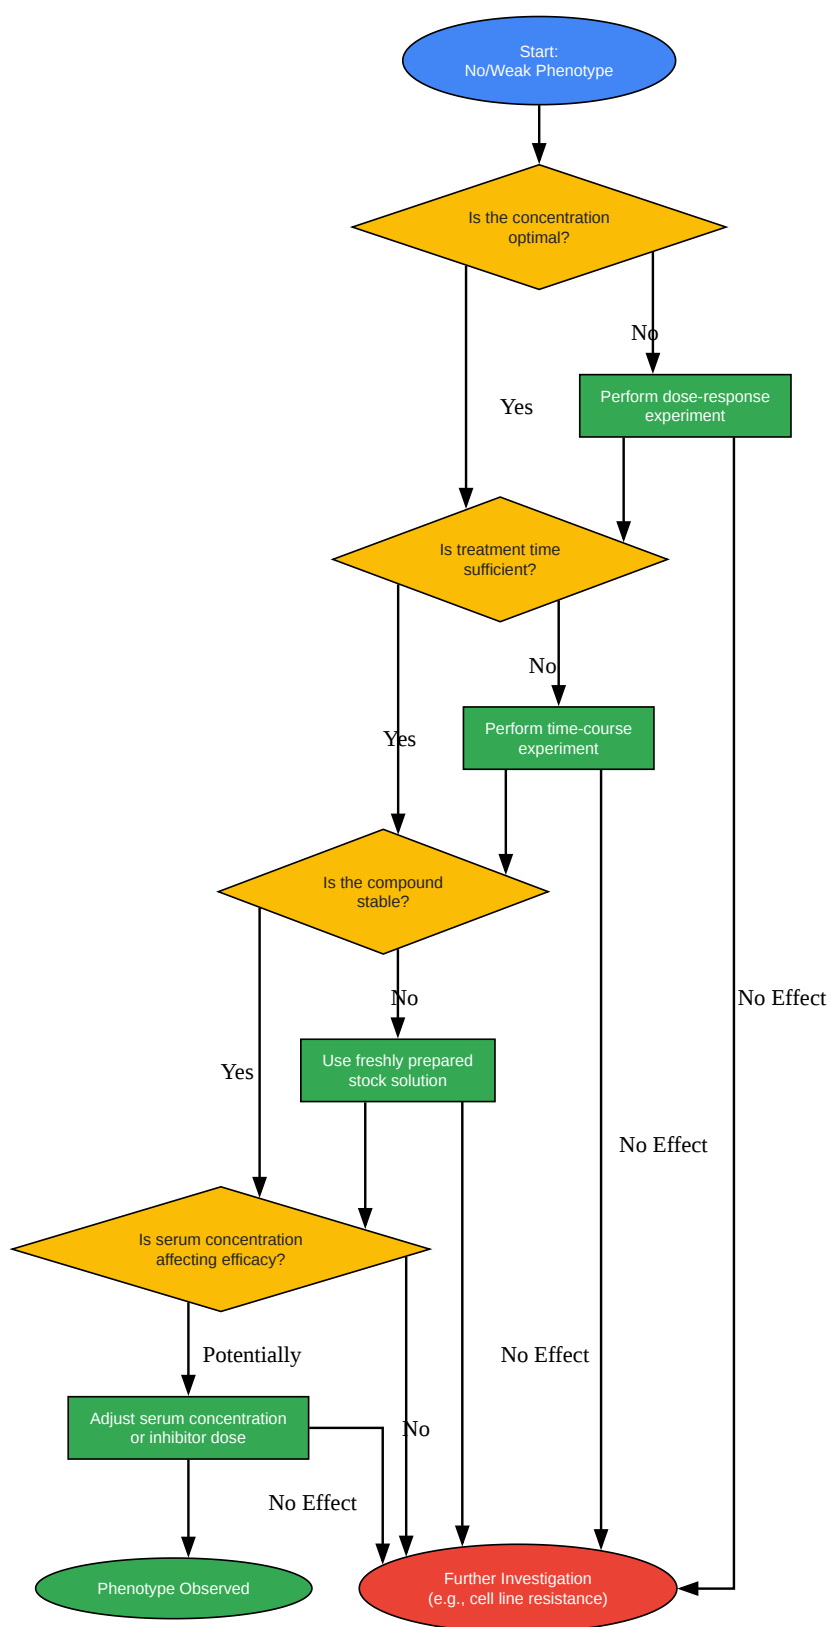 Start:
No/Weak Phenotype
Is the concentration
optimal?
No
Yes
Perform dose-response
experiment
Is treatment time
sufficient?
No
Yes
Perform time-course
experiment
Is the compound
stable?
No
No Effect
Yes
Use freshly prepared
stock solution
No Effect
Is serum concentration
affecting efficacy?
Potentially
No Effect
Adjust serum concentration
or inhibitor dose
No
No Effect
Phenotype Observed
Further Investigation
(e.g., cell line resistance)